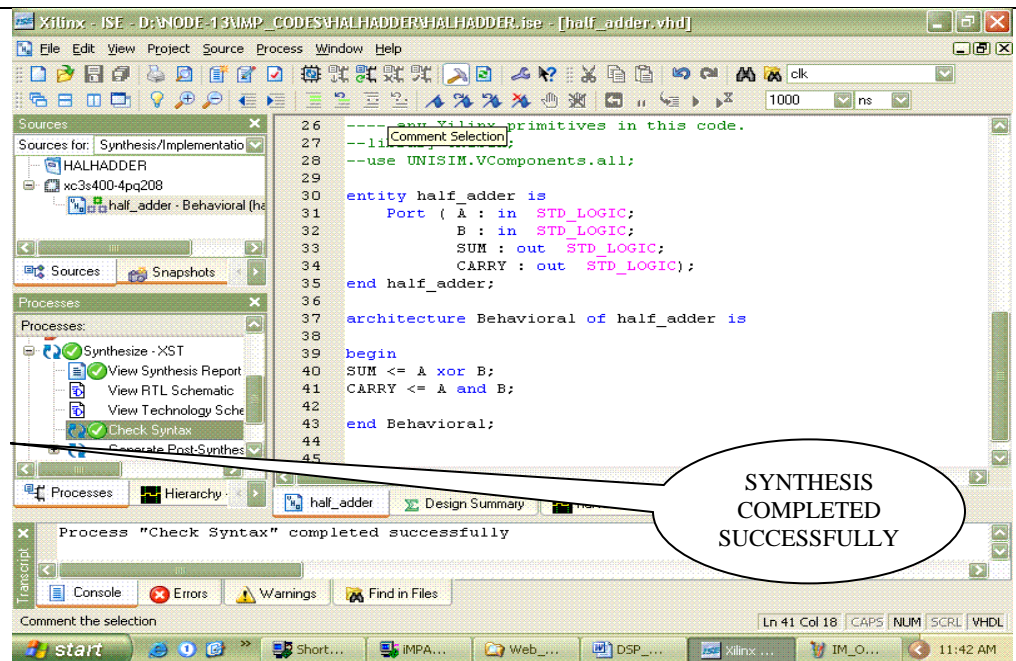 Xilinx - ISE - D:\NODE-13\IMP_CODES\HALHADDER\HALHADDER.ise - [half_adder.vhd]
File Edit View Project Source Process Window Help
clk
1000 ns
Sources
Sources for: Synthesis/Implementatio
HALHADDER
xc3s400-4pq208
half_adder - Behavioral (ha
Sources Snapshots
Processes
Processes:
Synthesize - XST
View Synthesis Report
View RTL Schematic
View Technology Sche
Check Syntax
Generate Post-Synthes
Processes Hierarchy
26 ---- any Xilinx primitives in this code.
Comment Selection
27
28 --use UNISIM.VComponents.all;
29
30 entity half_adder is
31 Port ( A : in STD_LOGIC;
32 B : in STD_LOGIC;
33 SUM : out STD_LOGIC;
34 CARRY : out STD_LOGIC);
35 end half_adder;
36
37 architecture Behavioral of half_adder is
38
39 begin
40 SUM <= A xor B;
41 CARRY <= A and B;
42
43 end Behavioral;
44
45
half_adder Design Summary
SYNTHESIS
COMPLETED
SUCCESSFULLY
Transcript
Process "Check Syntax" completed successfully
Console Errors Warnings Find in Files
Comment the selection
Ln 41 Col 18 CAPS NUM SCRL VHDL
start Short... iMPA... Web_... DSP_... Xilinx ... IM_O... 11:42 AM